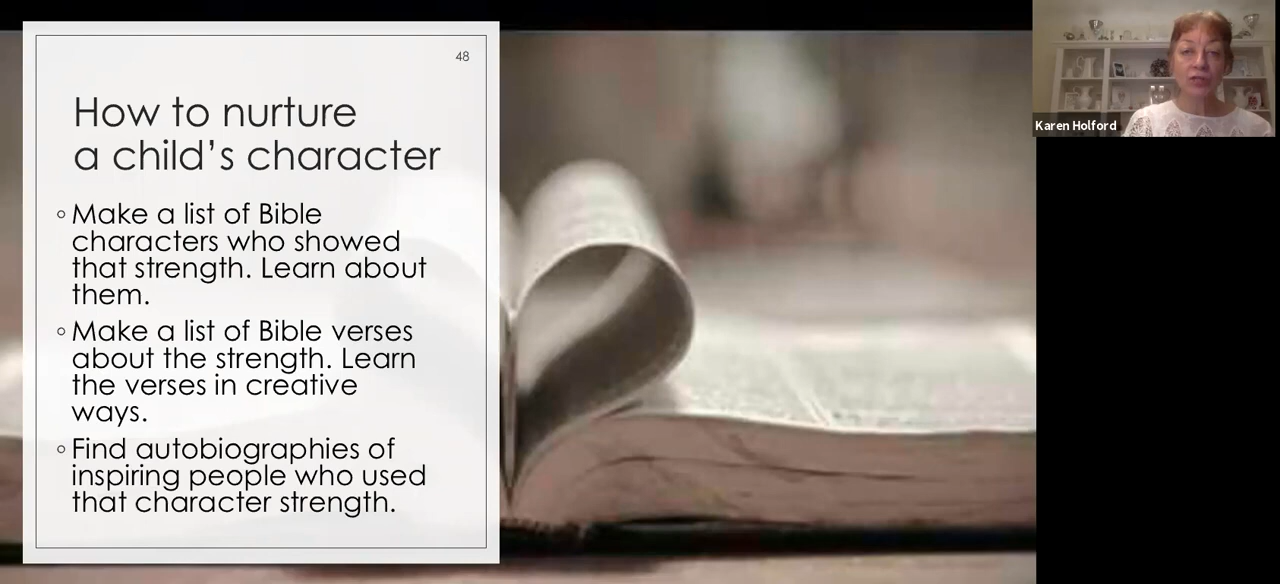 48
How to nurture
a child's character
◦ Make a list of Bible
characters who showed
that strength. Learn about
them.
◦ Make a list of Bible verses
about the strength. Learn
the verses in creative
ways.
◦ Find autobiographies of
inspiring people who used
that character strength.
Karen Holford